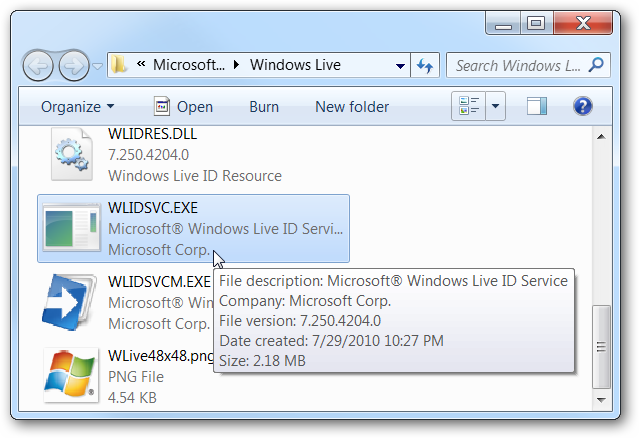 « Microsoft... Windows Live
Search Windows L...
Organize Open Burn New folder
WLIDRES.DLL
7.250.4204.0
Windows Live ID Resource
WLIDSVC.EXE
Microsoft® Windows Live ID Servi...
Microsoft Corp.
WLIDSVCM.EXE
Microsoft® Win
Microsoft Corp.
File description: Microsoft® Windows Live ID Service
Company: Microsoft Corp.
File version: 7.250.4204.0
Date created: 7/29/2010 10:27 PM
Size: 2.18 MB
WLive48x48.png
PNG File
4.54 KB